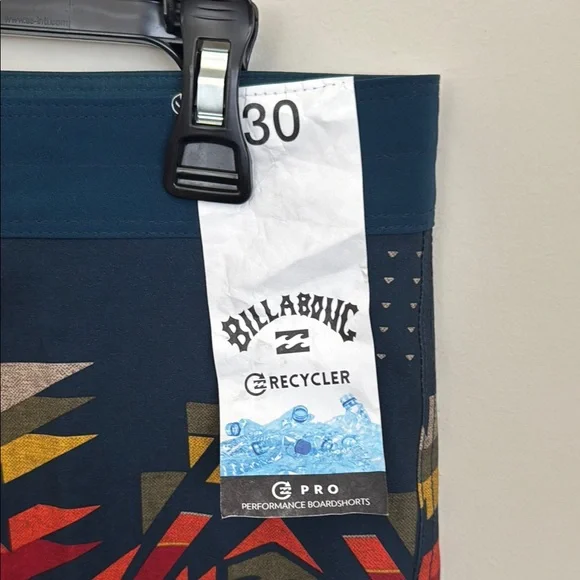 30
BILLABONG
RECYCLER
PRO
PERFORMANCE BOARDSHORTS